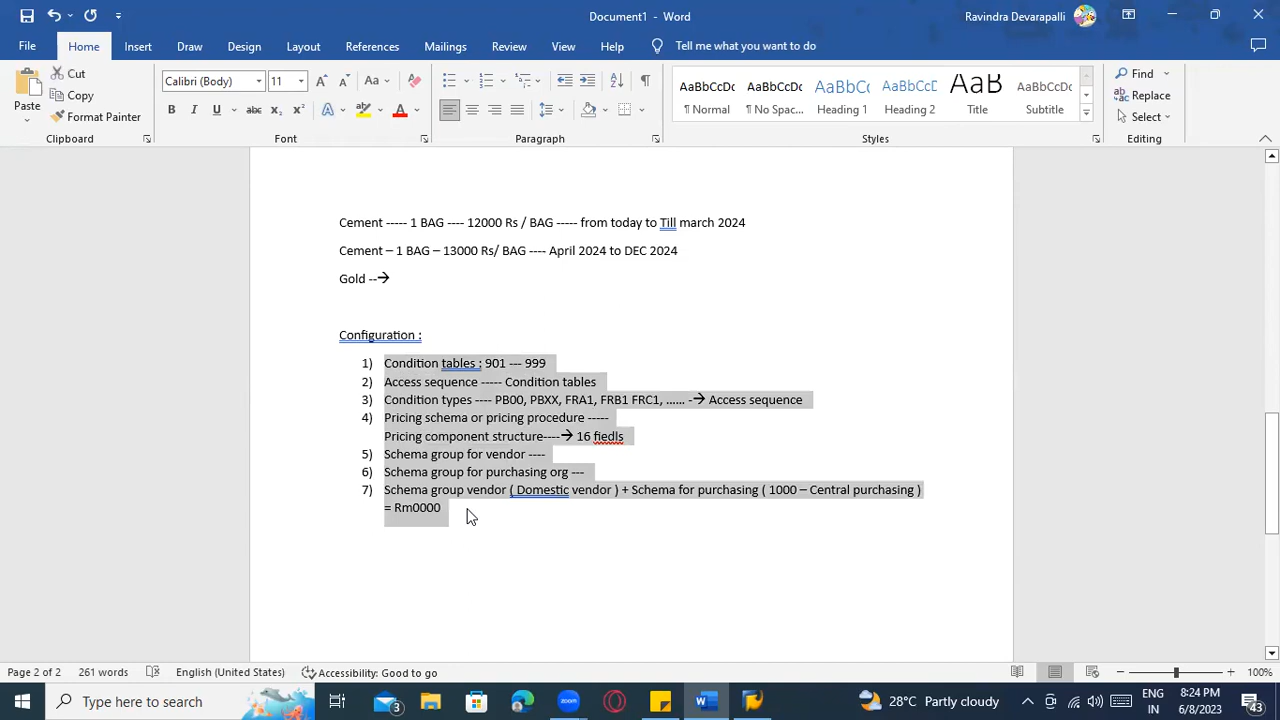 Document1 - Word
Ravindra Devarapalli
File Home Insert Draw Design Layout References Mailings Review View Help Tell me what you want to do
Paste
Cut
Copy
Format Painter
Clipboard
Calibri (Body) 11
Aa
B I U abc x₂ x²
A A
Font
Paragraph
AaBbCcDc AaBbCcDc AaBbCc AaBbCcD AaB AaBbCcD
¶ Normal ¶ No Spac... Heading 1 Heading 2 Title Subtitle
Styles
Find
Replace
Select
Editing
Cement ----- 1 BAG ---- 12000 Rs / BAG ----- from today to Till march 2024
Cement – 1 BAG – 13000 Rs/ BAG ---- April 2024 to DEC 2024
Gold --→
Configuration :
1) Condition tables : 901 --- 999
2) Access sequence ----- Condition tables
3) Condition types ---- PB00, PBXX, FRA1, FRB1 FRC1, ...... -→ Access sequence
4) Pricing schema or pricing procedure -----
Pricing component structure----→ 16 fiedls
5) Schema group for vendor ----
6) Schema group for purchasing org ---
7) Schema group vendor ( Domestic vendor ) + Schema for purchasing ( 1000 – Central purchasing )
= Rm0000
Page 2 of 2 261 words English (United States) Accessibility: Good to go 100%
Type here to search
3
zoom
28°C Partly cloudy
ENG
IN
8:24 PM
6/8/2023
43